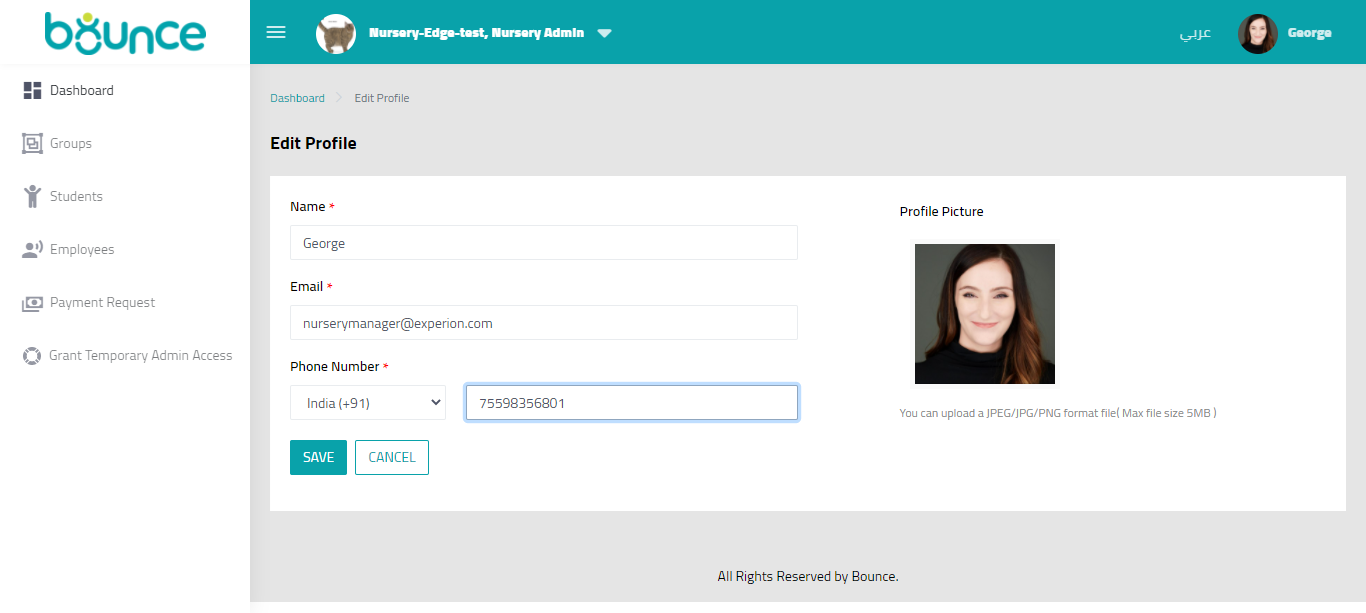 bounce
Nursery-Edge-test, Nursery Admin
عربي
George
Dashboard
Groups
Students
Employees
Payment Request
Grant Temporary Admin Access
Dashboard > Edit Profile
Edit Profile
Name *
George
Email *
nurserymanager@experion.com
Phone Number *
India (+91) 75598356801
SAVE CANCEL
Profile Picture
You can upload a JPEG/JPG/PNG format file( Max file size 5MB )
All Rights Reserved by Bounce.